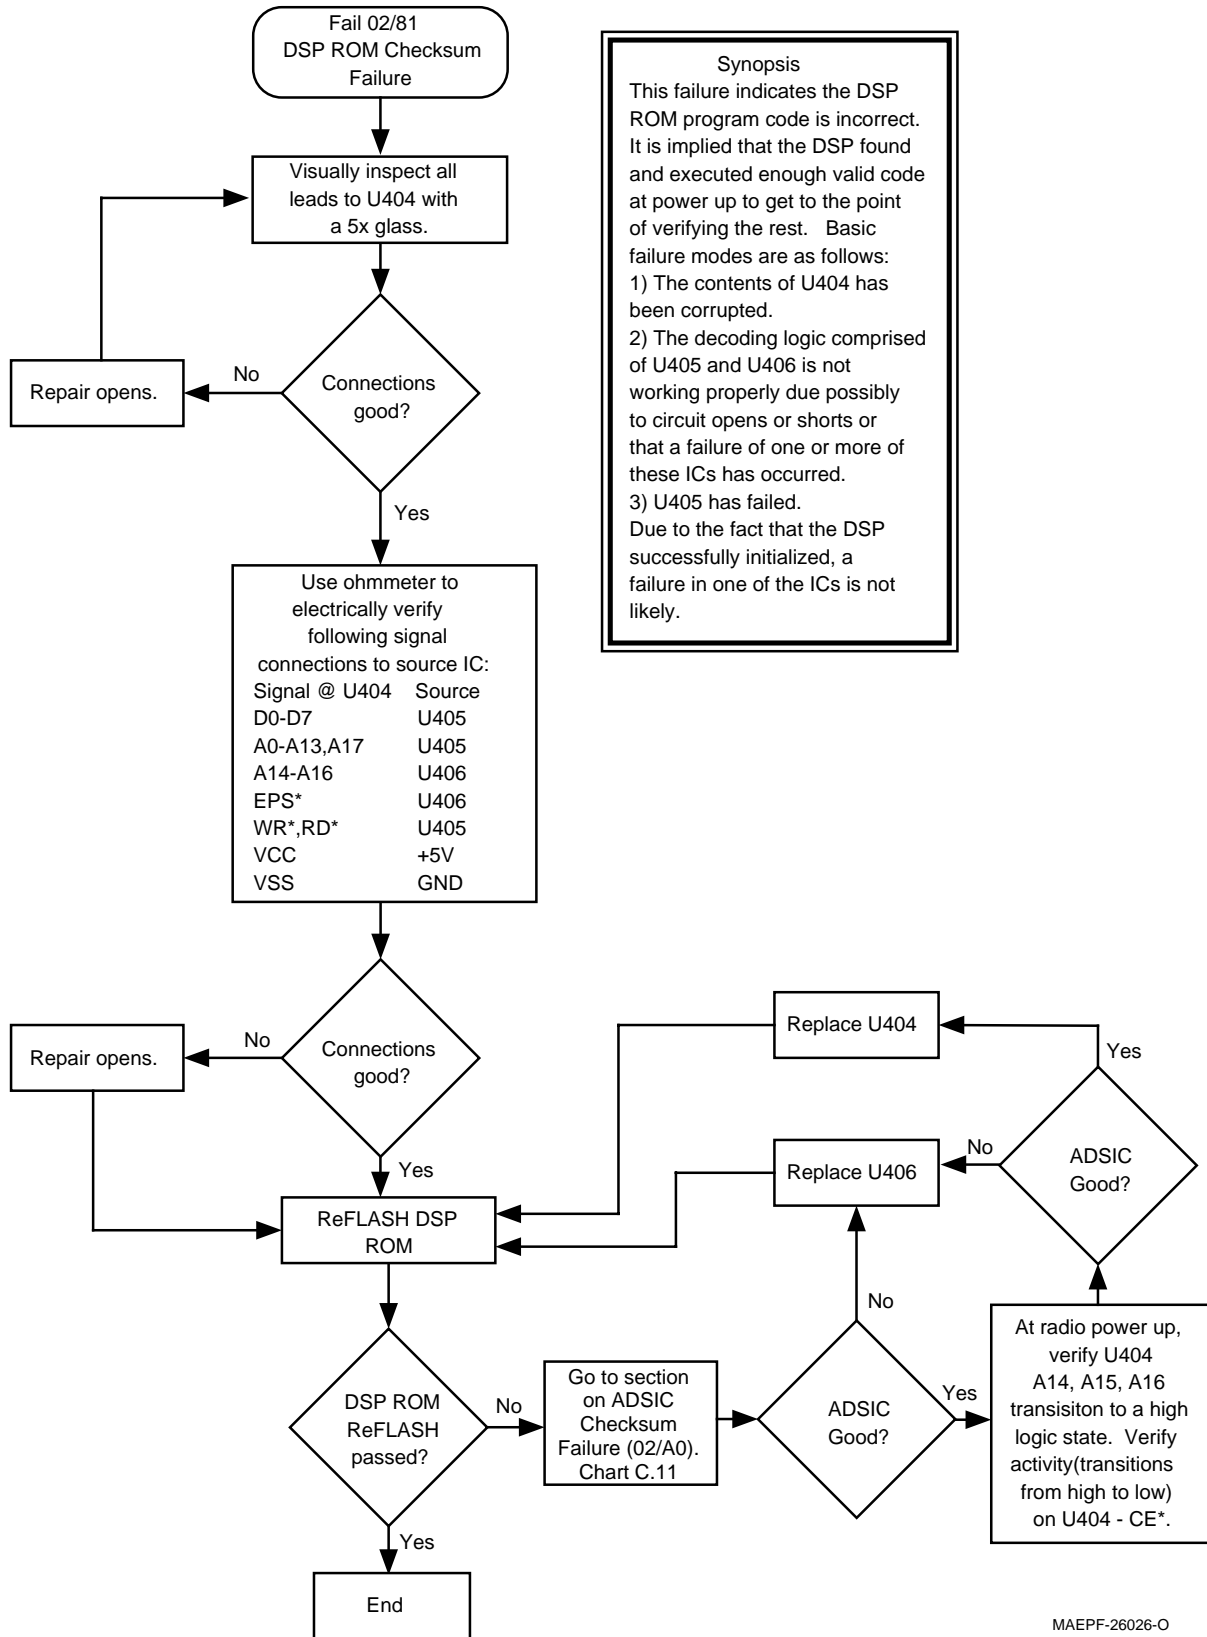 Fail 02/81
DSP ROM Checksum
Failure
Visually inspect all
leads to U404 with
a 5x glass.
Connections
good?
No
Repair opens.
Yes
Use ohmmeter to
electrically verify
following signal
connections to source IC:
Signal @ U404 Source
D0-D7 U405
A0-A13,A17 U405
A14-A16 U406
EPS* U406
WR*,RD* U405
VCC +5V
VSS GND
Connections
good?
No
Repair opens.
Yes
ReFLASH DSP
ROM
DSP ROM
ReFLASH
passed?
Yes
End
No
Go to section
on ADSIC
Checksum
Failure (02/A0).
Chart C.11
ADSIC
Good?
No
Replace U406
Yes
At radio power up,
verify U404
A14, A15, A16
transisiton to a high
logic state. Verify
activity(transitions
from high to low)
on U404 - CE*.
ADSIC
Good?
No
Yes
Replace U404
Synopsis
This failure indicates the DSP
ROM program code is incorrect.
It is implied that the DSP found
and executed enough valid code
at power up to get to the point
of verifying the rest. Basic
failure modes are as follows:
1) The contents of U404 has
been corrupted.
2) The decoding logic comprised
of U405 and U406 is not
working properly due possibly
to circuit opens or shorts or
that a failure of one or more of
these ICs has occurred.
3) U405 has failed.
Due to the fact that the DSP
successfully initialized, a
failure in one of the ICs is not
likely.
MAEPF-26026-O